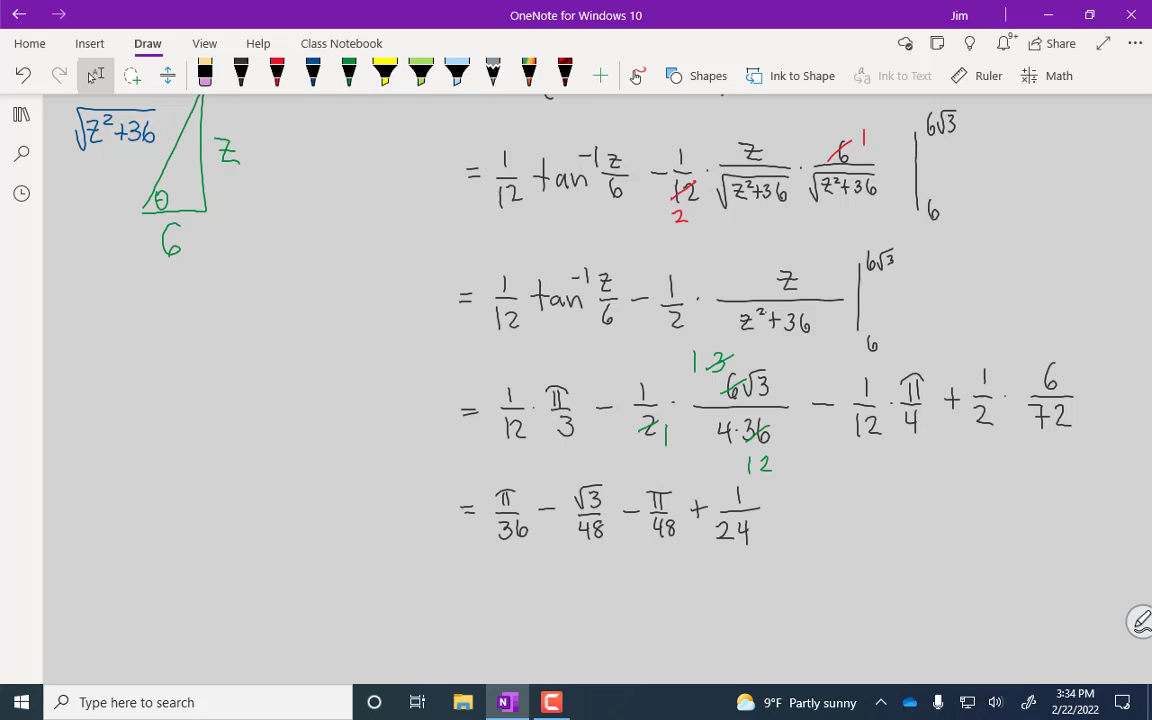 OneNote for Windows 10
Jim
Home Insert Draw View Help Class Notebook
9+ Share
Shapes Ink to Shape Ink to Text Ruler Math
√(z²+36)
z
θ
6
= 1/12 tan⁻¹ z/6 − 1/12 · z/√(z²+36) · 6/√(z²+36) | 6√3 6
1
2
= 1/12 tan⁻¹ z/6 − 1/2 · z/(z²+36) | 6√3 6
1 3
= 1/12 · π/3 − 1/2 · 6√3/(4·36) − 1/12 · π/4 + 1/2 · 6/72
1
12
= π/36 − √3/48 − π/48 + 1/24
Type here to search
9°F Partly sunny
3:34 PM
2/22/2022